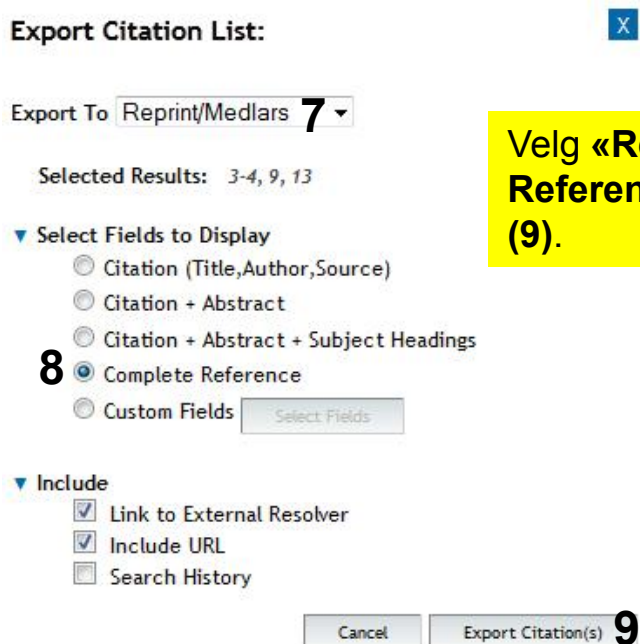 Export Citation List:
X
Export To Reprint/Medlars 7
Selected Results: 3-4, 9, 13
Velg «R
Referen
(9).
Select Fields to Display
Citation (Title,Author,Source)
Citation + Abstract
Citation + Abstract + Subject Headings
8 Complete Reference
Custom Fields Select Fields
Include
Link to External Resolver
Include URL
Search History
Cancel Export Citation(s) 9